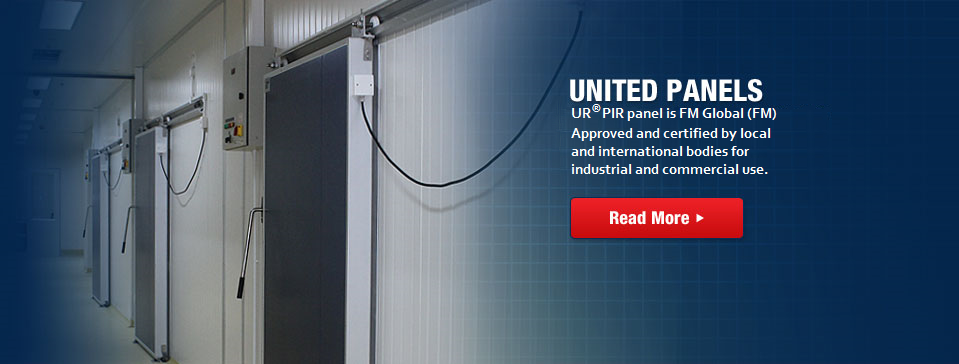 UNITED PANELS
UR® PIR panel is FM Global (FM)
Approved and certified by local
and international bodies for
industrial and commercial use.
Read More ▸